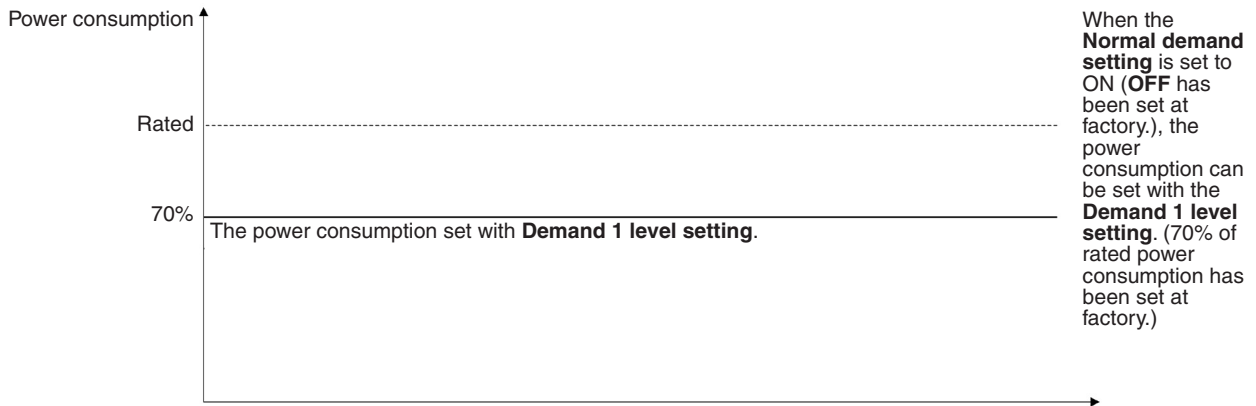 Power consumption
Rated
70%
The power consumption set with Demand 1 level setting.
When the
Normal demand
setting is set to
ON (OFF has
been set at
factory.), the
power
consumption can
be set with the
Demand 1 level
setting. (70% of
rated power
consumption has
been set at
factory.)